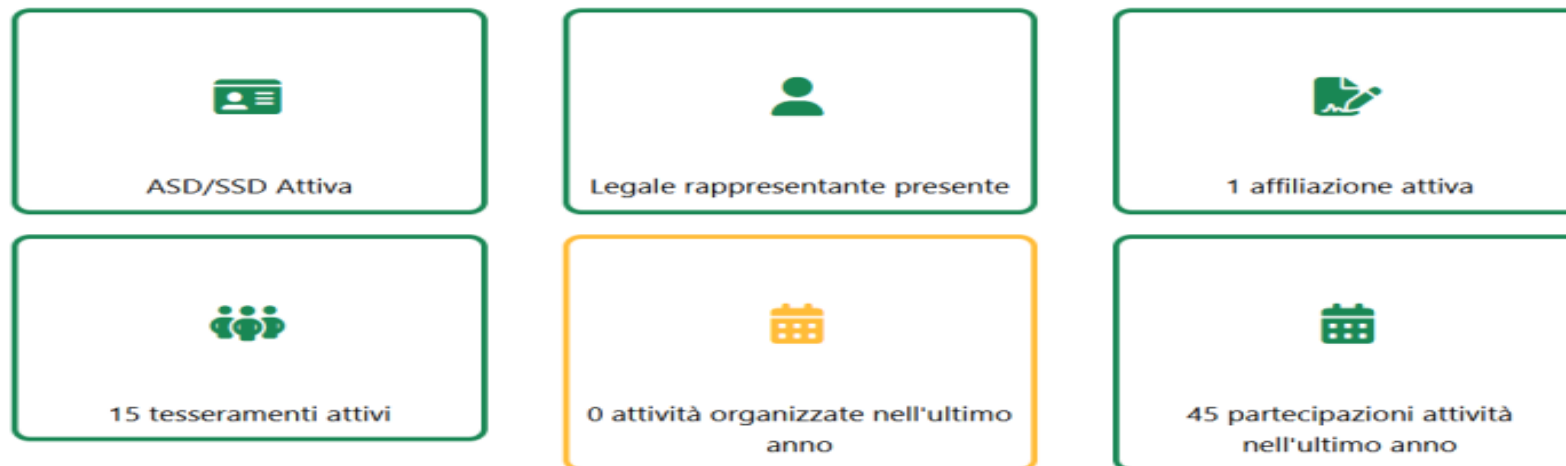 ASD/SSD Attiva
Legale rappresentante presente
1 affiliazione attiva
15 tesseramenti attivi
0 attività organizzate nell'ultimo
anno
45 partecipazioni attività
nell'ultimo anno